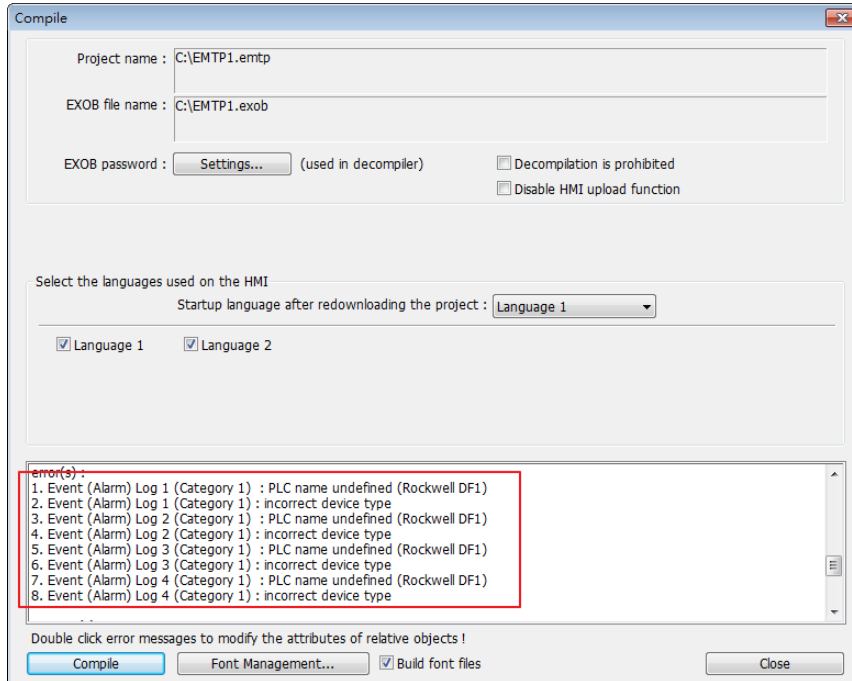 Compile
Project name : C:\EMTP1.emtp
EXOB file name : C:\EMTP1.exob
EXOB password : Settings... (used in decompiler) Decompilation is prohibited
Disable HMI upload function
Select the languages used on the HMI
Startup language after redownloading the project : Language 1
Language 1 Language 2
error(s) :
1. Event (Alarm) Log 1 (Category 1)  : PLC name undefined (Rockwell DF1)
2. Event (Alarm) Log 1 (Category 1) : incorrect device type
3. Event (Alarm) Log 2 (Category 1)  : PLC name undefined (Rockwell DF1)
4. Event (Alarm) Log 2 (Category 1) : incorrect device type
5. Event (Alarm) Log 3 (Category 1)  : PLC name undefined (Rockwell DF1)
6. Event (Alarm) Log 3 (Category 1) : incorrect device type
7. Event (Alarm) Log 4 (Category 1)  : PLC name undefined (Rockwell DF1)
8. Event (Alarm) Log 4 (Category 1) : incorrect device type
Double click error messages to modify the attributes of relative objects !
Compile Font Management... Build font files Close